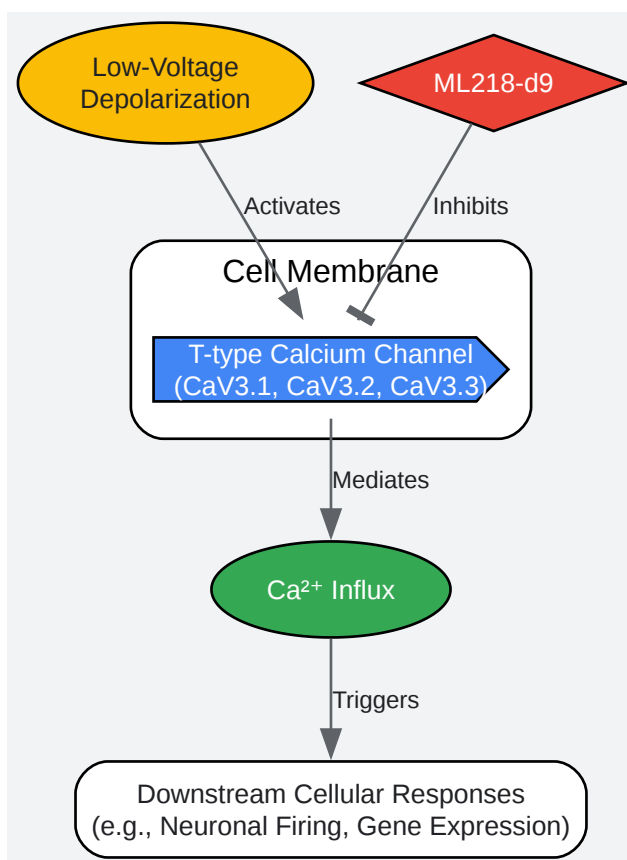 Low-Voltage
Depolarization
ML218-d9
Activates
Inhibits
Cell Membrane
T-type Calcium Channel
(CaV3.1, CaV3.2, CaV3.3)
Mediates
Ca²⁺ Influx
Triggers
Downstream Cellular Responses
(e.g., Neuronal Firing, Gene Expression)